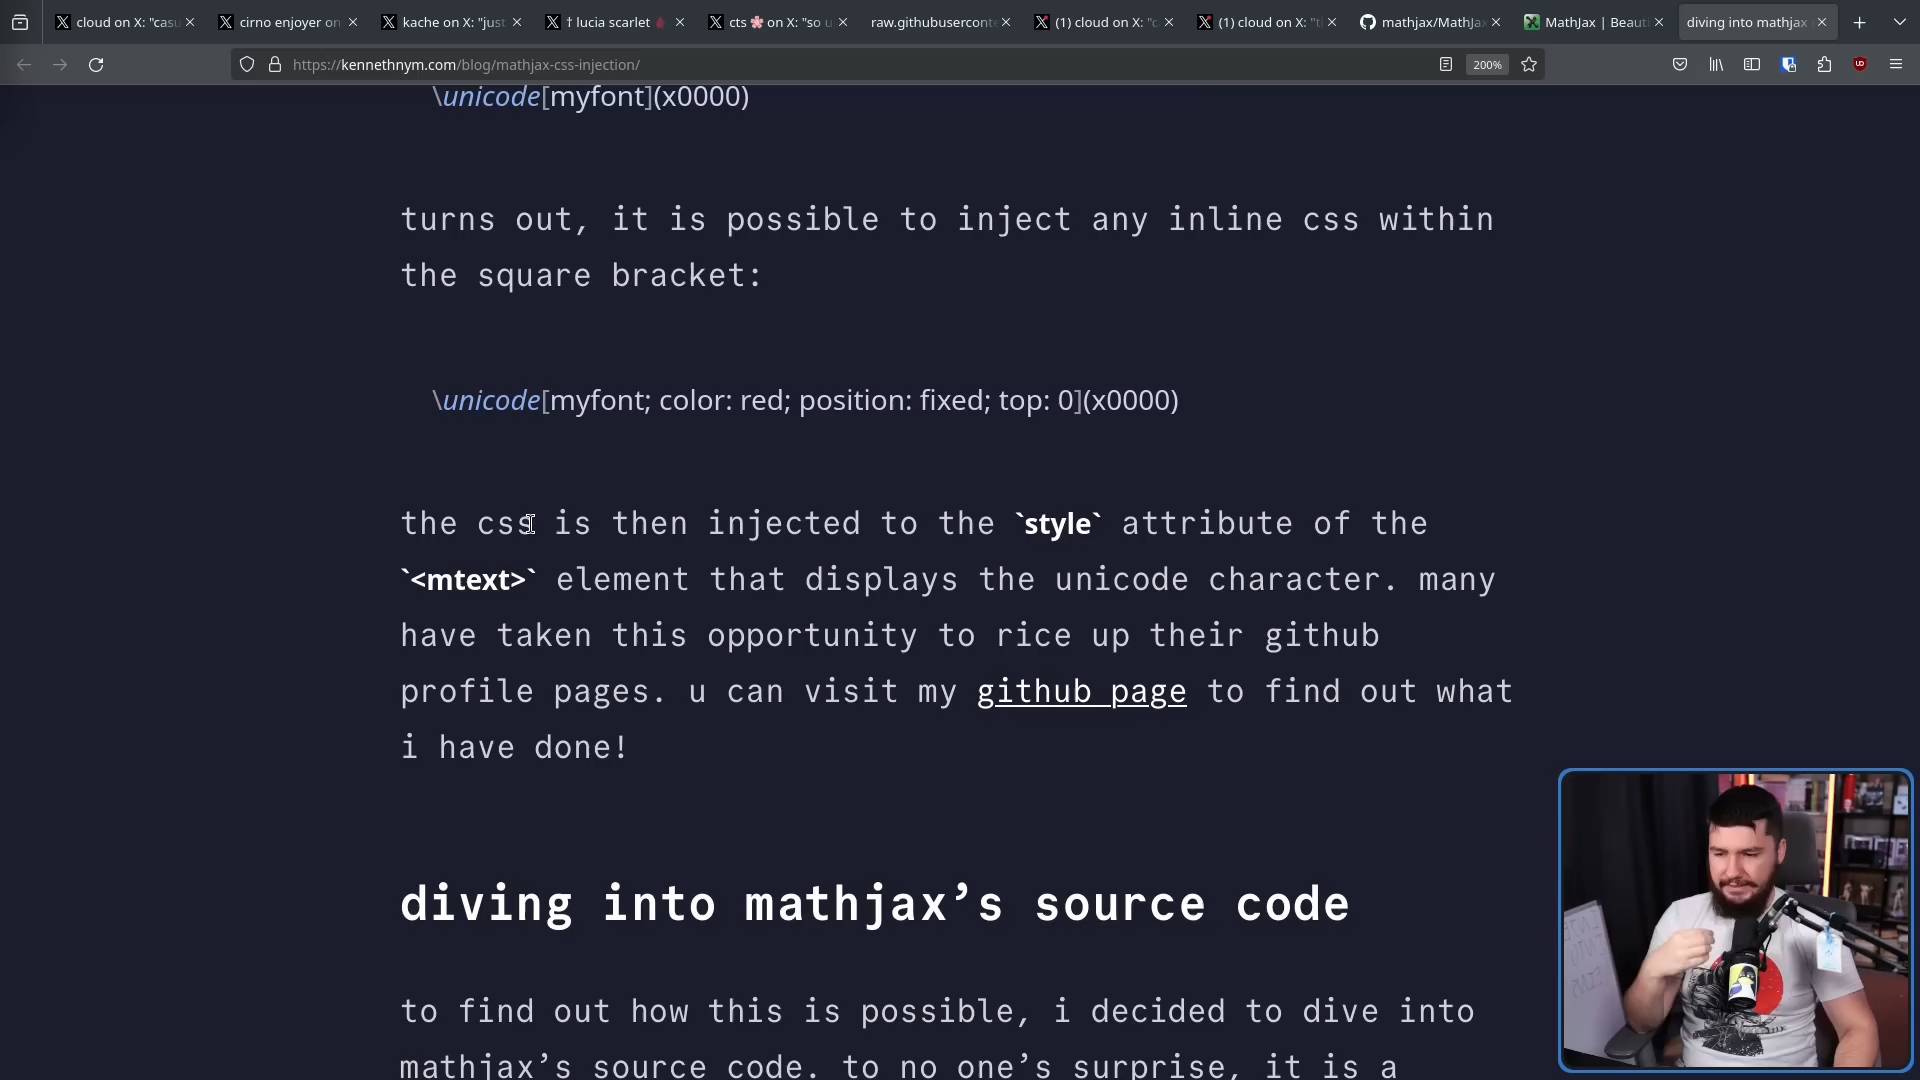 cloud on X: "casu
cirno enjoyer on
kache on X: "just
† lucia scarlet
cts on X: "so u
raw.githubuserconte
(1) cloud on X: "c
(1) cloud on X: "t
mathjax/MathJa
MathJax | Beauti
diving into mathjax
https://kennethnym.com/blog/mathjax-css-injection/
200%
\unicode[myfont](x0000)
turns out, it is possible to inject any inline css within
the square bracket:
\unicode[myfont; color: red; position: fixed; top: 0](x0000)
the css is then injected to the `style` attribute of the
`<mtext>` element that displays the unicode character. many
have taken this opportunity to rice up their github
profile pages. u can visit my github page to find out what
i have done!
diving into mathjax’s source code
to find out how this is possible, i decided to dive into
mathjax’s source code. to no one’s surprise, it is a